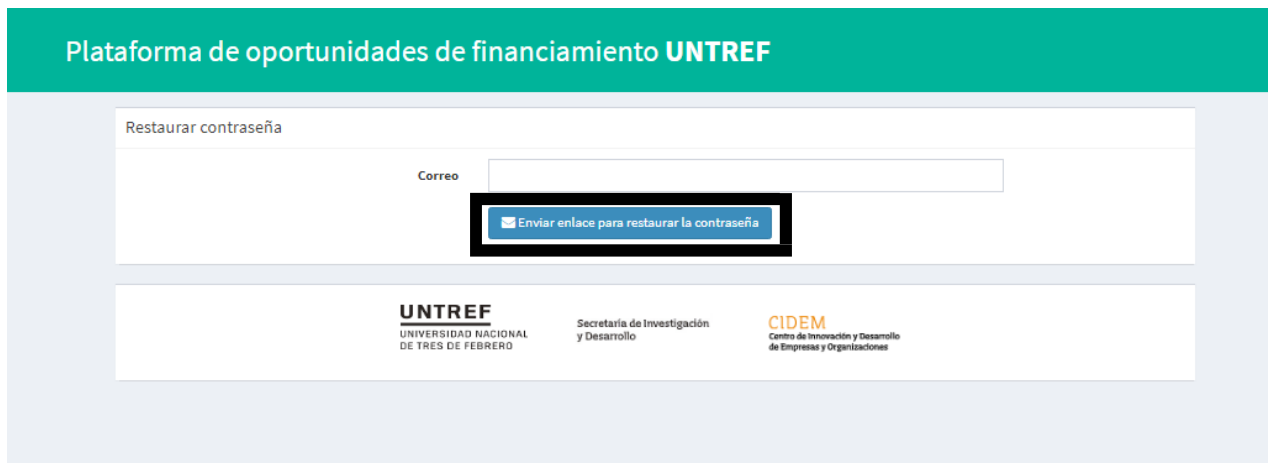 Plataforma de oportunidades de financiamiento UNTREF
Restaurar contraseña
Correo
Enviar enlace para restaurar la contraseña
UNTREF
UNIVERSIDAD NACIONAL
DE TRES DE FEBRERO
Secretaría de Investigación
y Desarrollo
CIDEM
Centro de Innovación y Desarrollo
de Empresas y Organizaciones